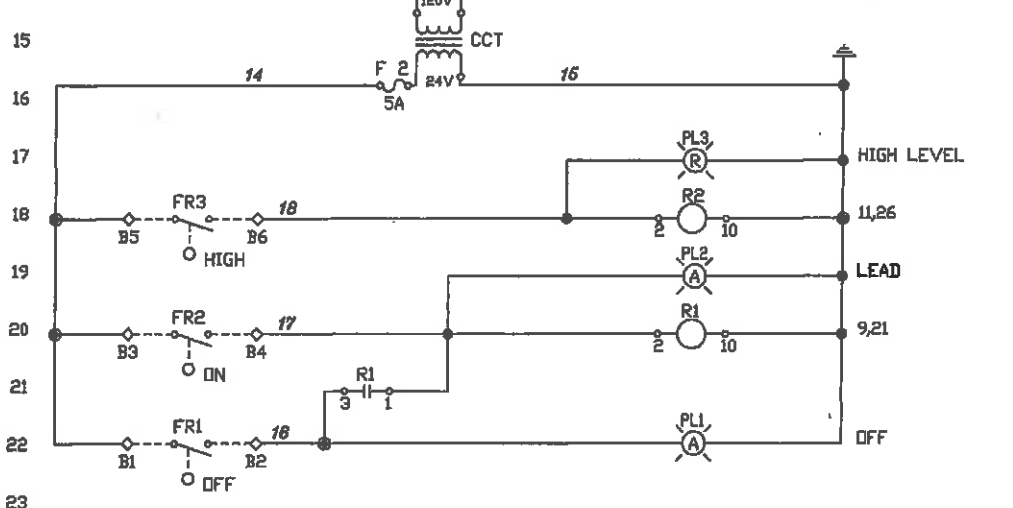 120V
15
CCT
F 2
14
24V
15
16
5A
17
PL3
R
HIGH LEVEL
18
FR3
18
R2
11,26
B5
B6
2
10
HIGH
19
PL2
A
LEAD
20
FR2
17
R1
9,21
B3
B4
2
10
ON
21
R1
3
1
22
FR1
16
PL1
A
OFF
B1
B2
OFF
23